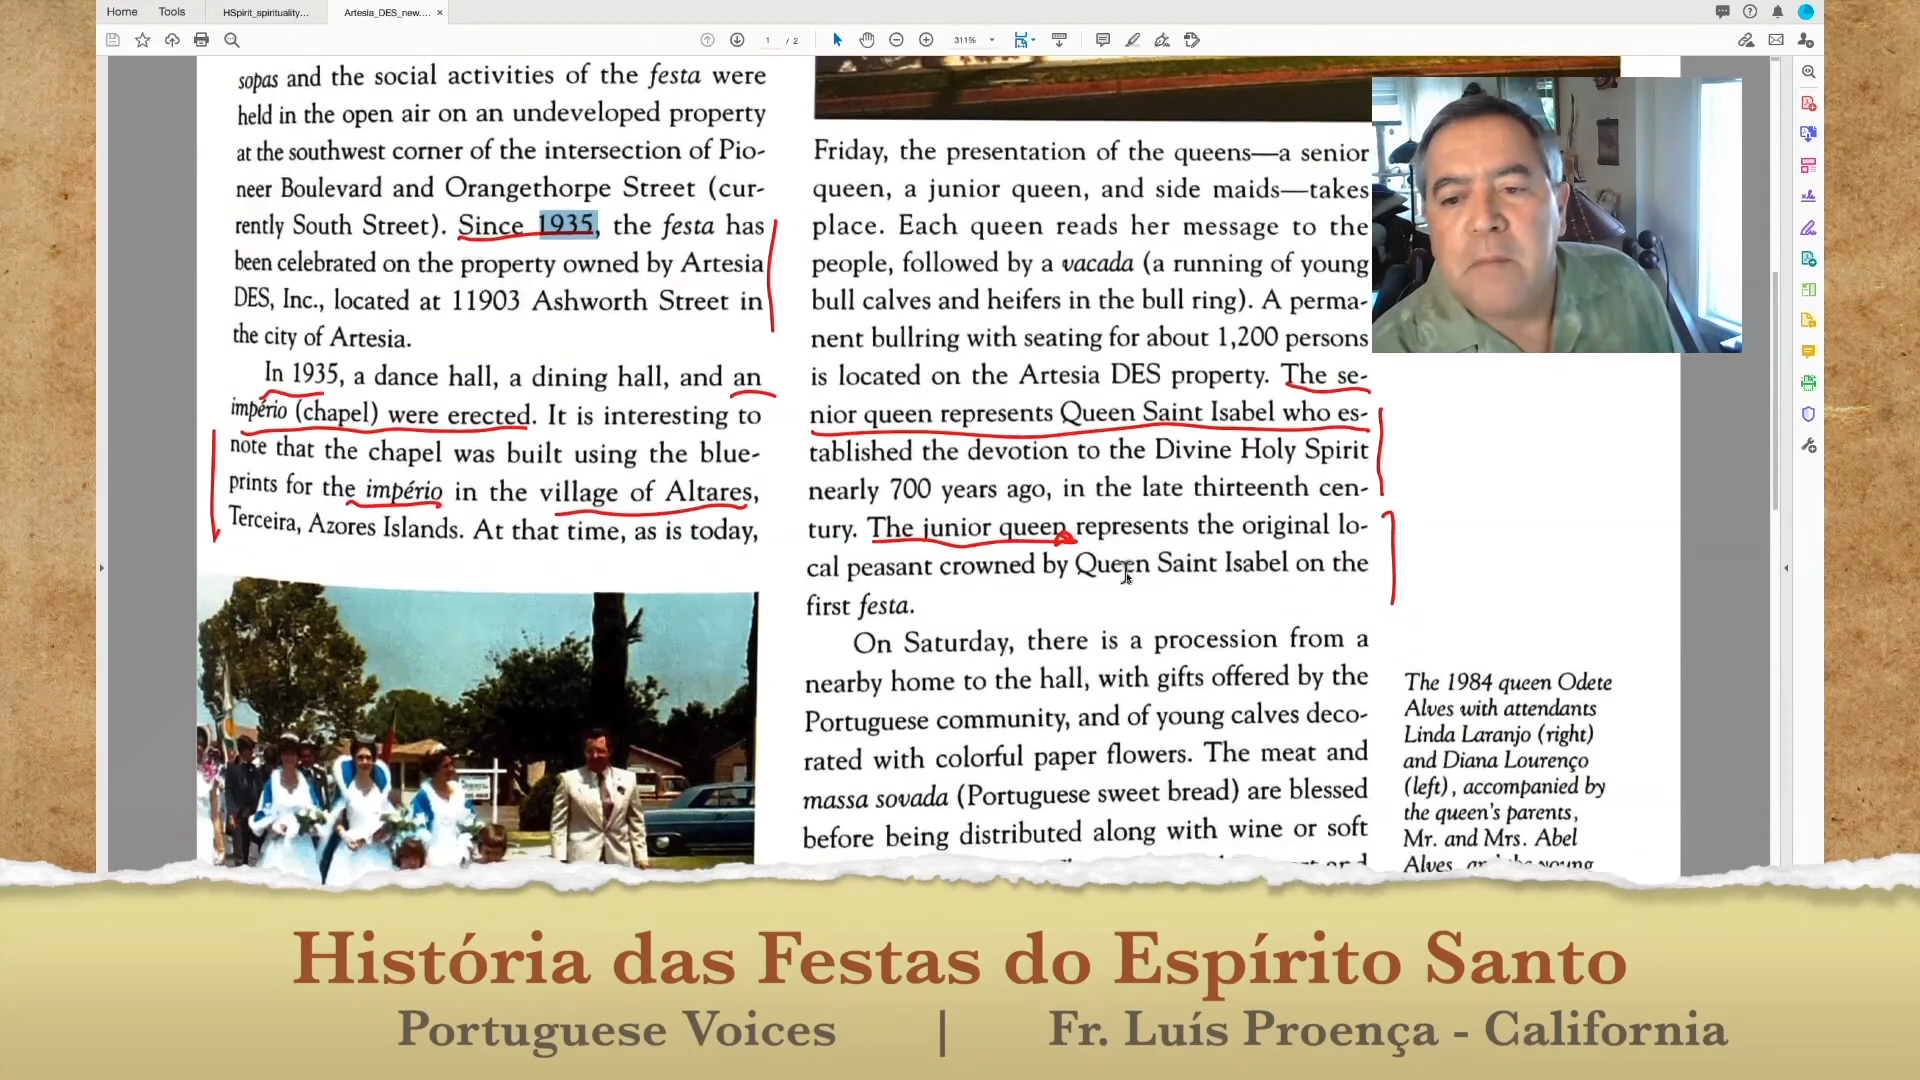 Home
Tools
HSpirit_spirituality...
Artesia_DES_new....
1 / 2
311%
sopas and the social activities of the festa were
held in the open air on an undeveloped property
at the southwest corner of the intersection of Pio-
neer Boulevard and Orangethorpe Street (cur-
rently South Street). Since 1935, the festa has
been celebrated on the property owned by Artesia
DES, Inc., located at 11903 Ashworth Street in
the city of Artesia.
In 1935, a dance hall, a dining hall, and an
império (chapel) were erected. It is interesting to
note that the chapel was built using the blue-
prints for the império in the village of Altares,
Terceira, Azores Islands. At that time, as is today,
Friday, the presentation of the queens—a senior
queen, a junior queen, and side maids—takes
place. Each queen reads her message to the
people, followed by a vacada (a running of young
bull calves and heifers in the bull ring). A perma-
nent bullring with seating for about 1,200 persons
is located on the Artesia DES property. The se-
nior queen represents Queen Saint Isabel who es-
tablished the devotion to the Divine Holy Spirit
nearly 700 years ago, in the late thirteenth cen-
tury. The junior queen represents the original lo-
cal peasant crowned by Queen Saint Isabel on the
first festa.
On Saturday, there is a procession from a
nearby home to the hall, with gifts offered by the
Portuguese community, and of young calves deco-
rated with colorful paper flowers. The meat and
massa sovada (Portuguese sweet bread) are blessed
before being distributed along with wine or soft
The 1984 queen Odete
Alves with attendants
Linda Laranjo (right)
and Diana Lourenço
(left), accompanied by
the queen's parents,
Mr. and Mrs. Abel
Alves, and the young
História das Festas do Espírito Santo
Portuguese Voices | Fr. Luís Proença - California